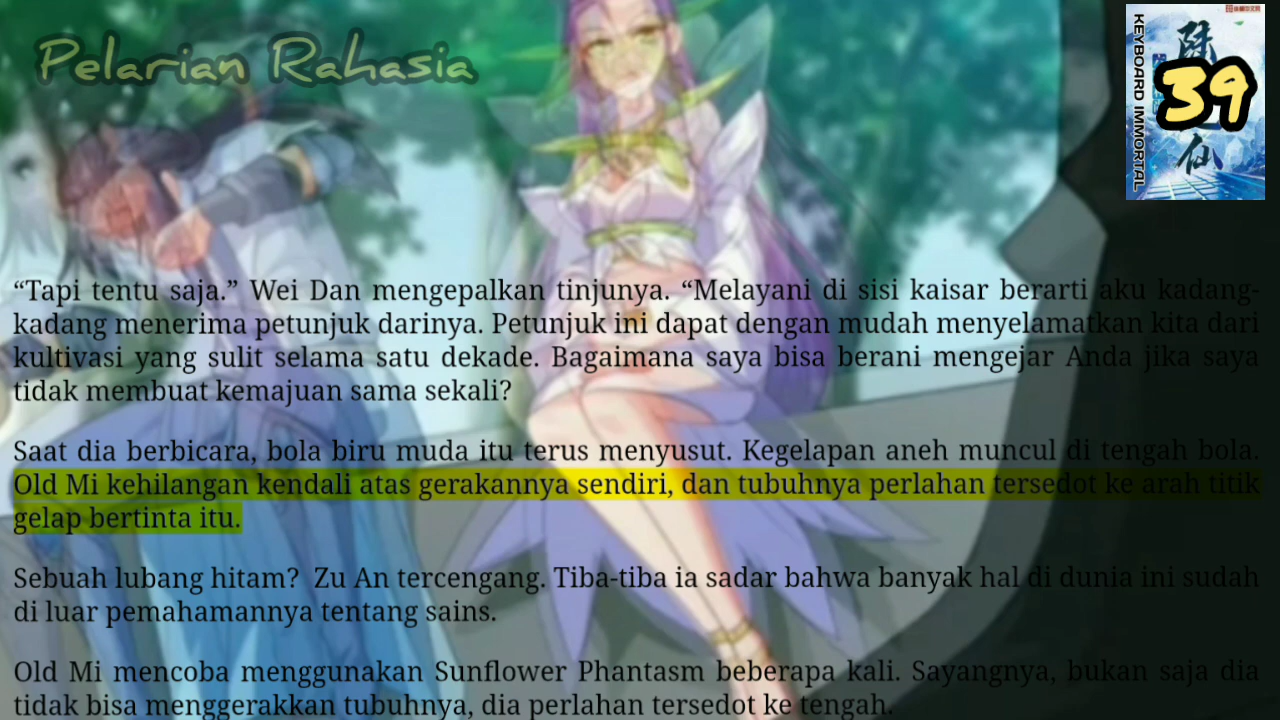 Pelarian Rahasia
KEYBOARD IMMORTAL
39
仙
“Tapi tentu saja.” Wei Dan mengepalkan tinjunya. “Melayani di sisi kaisar berarti aku kadang-
kadang menerima petunjuk darinya. Petunjuk ini dapat dengan mudah menyelamatkan kita dari
kultivasi yang sulit selama satu dekade. Bagaimana saya bisa berani mengejar Anda jika saya
tidak membuat kemajuan sama sekali?
Saat dia berbicara, bola biru muda itu terus menyusut. Kegelapan aneh muncul di tengah bola.
Old Mi kehilangan kendali atas gerakannya sendiri, dan tubuhnya perlahan tersedot ke arah titik
gelap bertinta itu.
Sebuah lubang hitam? Zu An tercengang. Tiba-tiba ia sadar bahwa banyak hal di dunia ini sudah
di luar pemahamannya tentang sains.
Old Mi mencoba menggunakan Sunflower Phantasm beberapa kali. Sayangnya, bukan saja dia
tidak bisa menggerakkan tubuhnya, dia perlahan tersedot ke tengah.